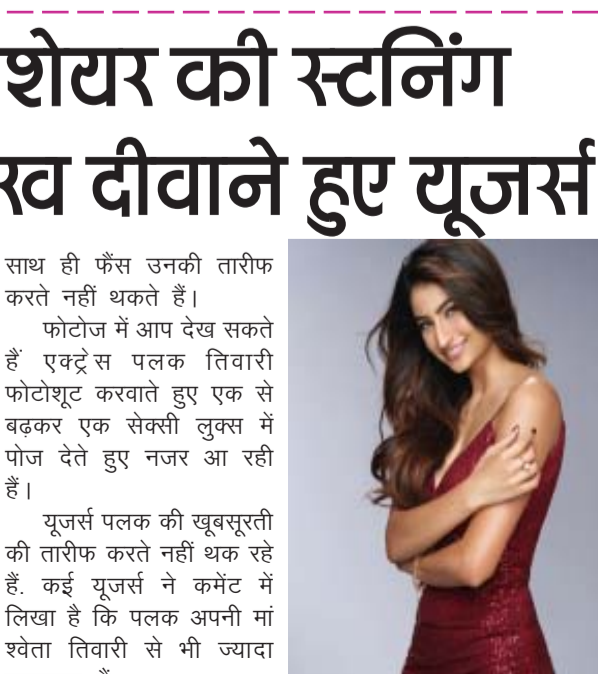 शेयर की स्टनिंग
दीवाने हुए यूजर्स
साथ ही फैंस उनकी तारीफ
करते नहीं थकते हैं।
फोटोज में आप देख सकते
हैं एक्ट्रेस पलक तिवारी
फोटोशूट करवाते हुए एक से
बढ़कर एक सेक्सी लुक्स में
पोज देते हुए नजर आ रही
हैं।
यूजर्स पलक की खूबसूरती
की तारीफ करते नहीं थक रहे
हैं. कई यूजर्स ने कमेंट में
लिखा है कि पलक अपनी मां
श्वेता तिवारी से भी ज्यादा